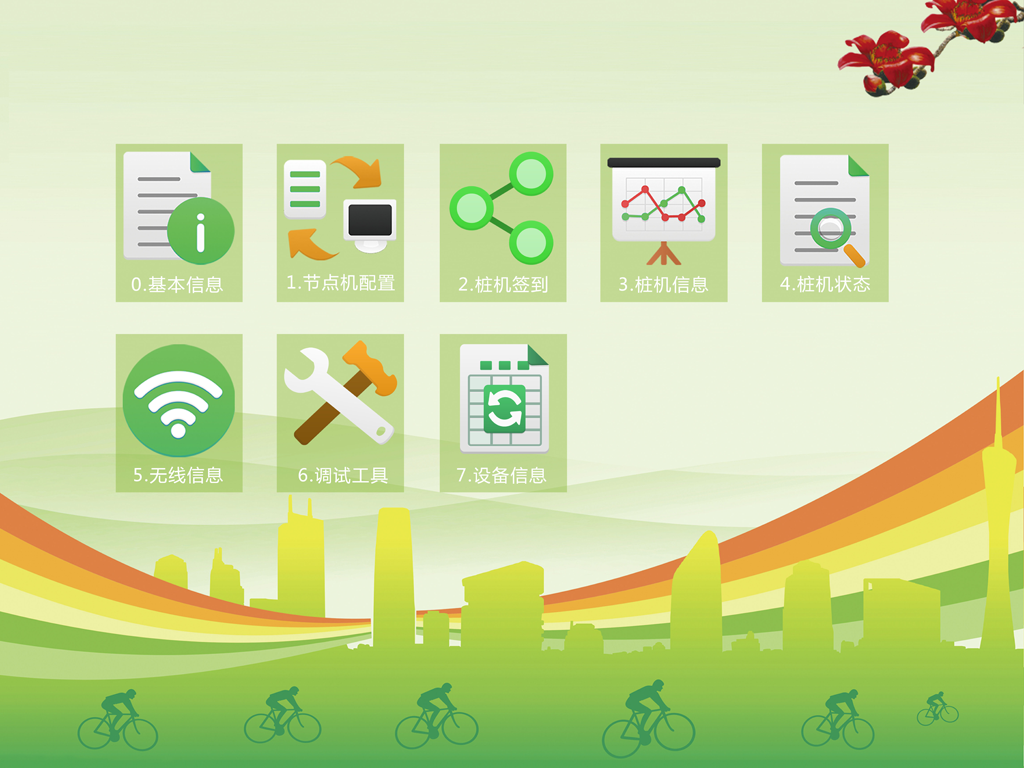 0.基本信息
1.节点机配置
2.桩机签到
3.桩机信息
4.桩机状态
5.无线信息
6.调试工具
7.设备信息